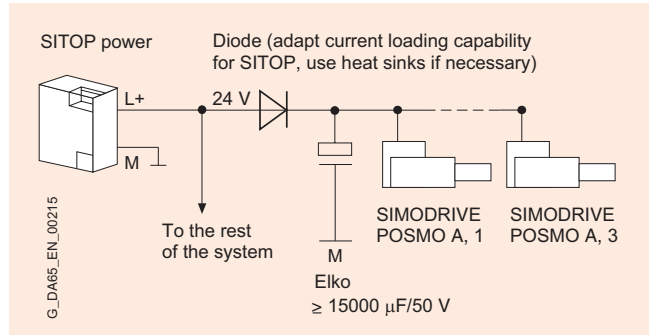 SITOP power
Diode (adapt current loading capability
for SITOP, use heat sinks if necessary)
L+
24 V
M
To the rest
of the system
M
Elko
≥ 15000 μF/50 V
SIMODRIVE
POSMO A, 1
SIMODRIVE
POSMO A, 3
G_DA65_EN_00215